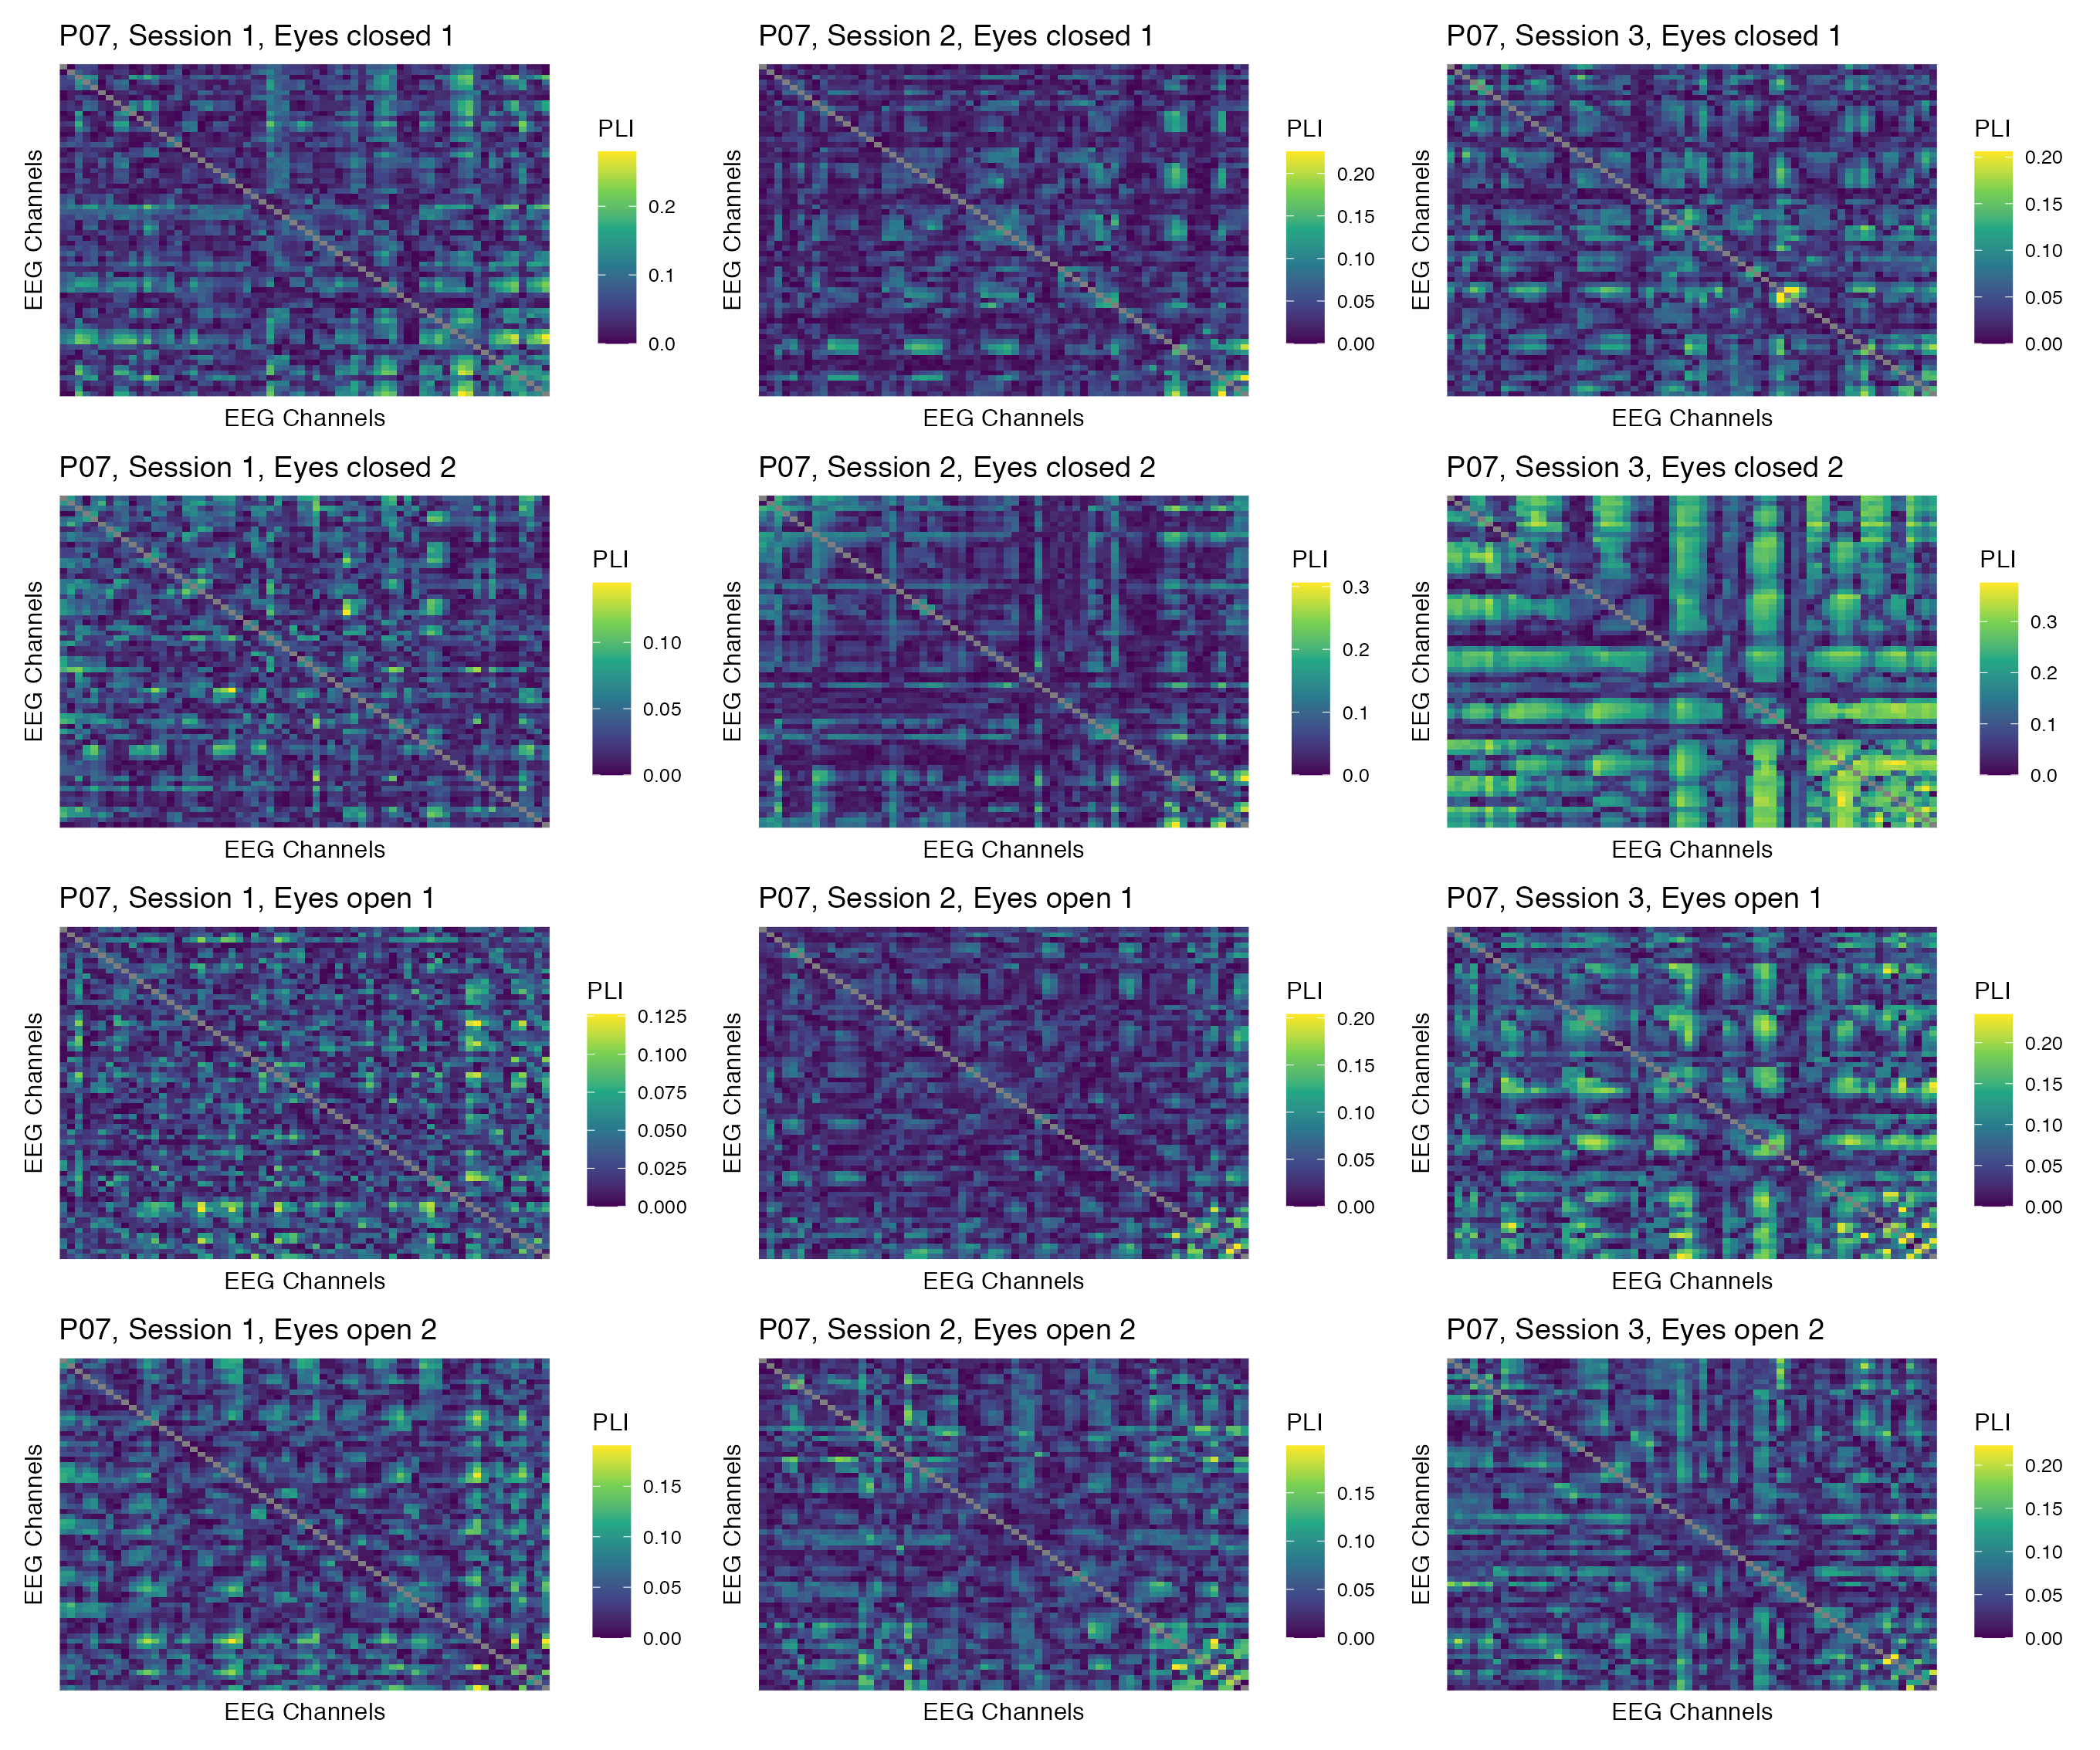 P07, Session 1, Eyes closed 1
EEG Channels
EEG Channels
PLI
0.2
0.1
0.0
P07, Session 2, Eyes closed 1
EEG Channels
EEG Channels
PLI
0.20
0.15
0.10
0.05
0.00
P07, Session 3, Eyes closed 1
EEG Channels
EEG Channels
PLI
0.20
0.15
0.10
0.05
0.00
P07, Session 1, Eyes closed 2
EEG Channels
EEG Channels
PLI
0.10
0.05
0.00
P07, Session 2, Eyes closed 2
EEG Channels
EEG Channels
PLI
0.3
0.2
0.1
0.0
P07, Session 3, Eyes closed 2
EEG Channels
EEG Channels
PLI
0.3
0.2
0.1
0.0
P07, Session 1, Eyes open 1
EEG Channels
EEG Channels
PLI
0.125
0.100
0.075
0.050
0.025
0.000
P07, Session 2, Eyes open 1
EEG Channels
EEG Channels
PLI
0.20
0.15
0.10
0.05
0.00
P07, Session 3, Eyes open 1
EEG Channels
EEG Channels
PLI
0.20
0.15
0.10
0.05
0.00
P07, Session 1, Eyes open 2
EEG Channels
EEG Channels
PLI
0.15
0.10
0.05
0.00
P07, Session 2, Eyes open 2
EEG Channels
EEG Channels
PLI
0.15
0.10
0.05
0.00
P07, Session 3, Eyes open 2
EEG Channels
EEG Channels
PLI
0.20
0.15
0.10
0.05
0.00